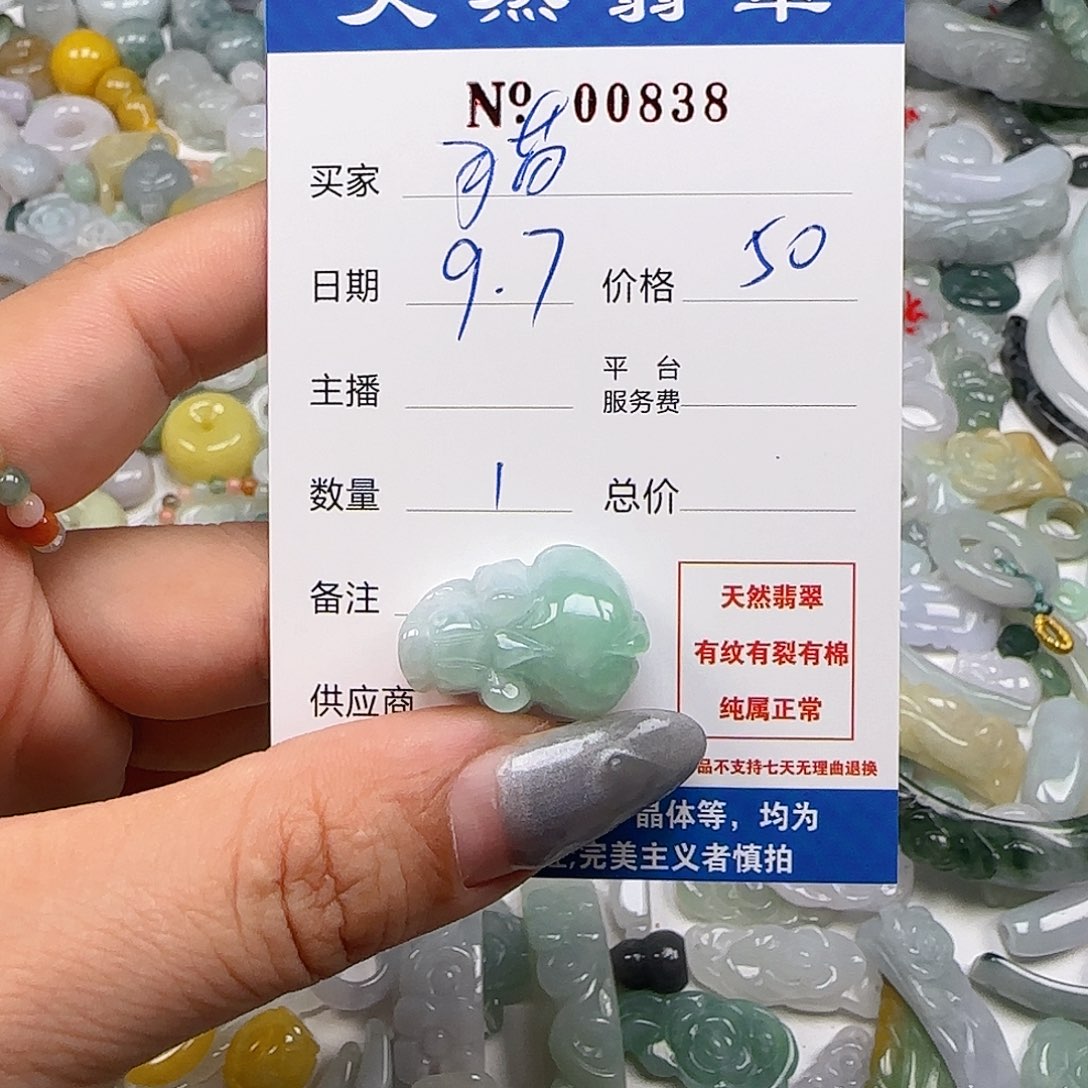 天然翡翠
No. 00838
买家
日期 9.7 价格 50
主播 平台服务费
数量 1 总价
备注
供应商
天然翡翠
有纹有裂有棉
纯属正常
品不支持七天无理由退换
晶体等，均为
,完美主义者慎拍